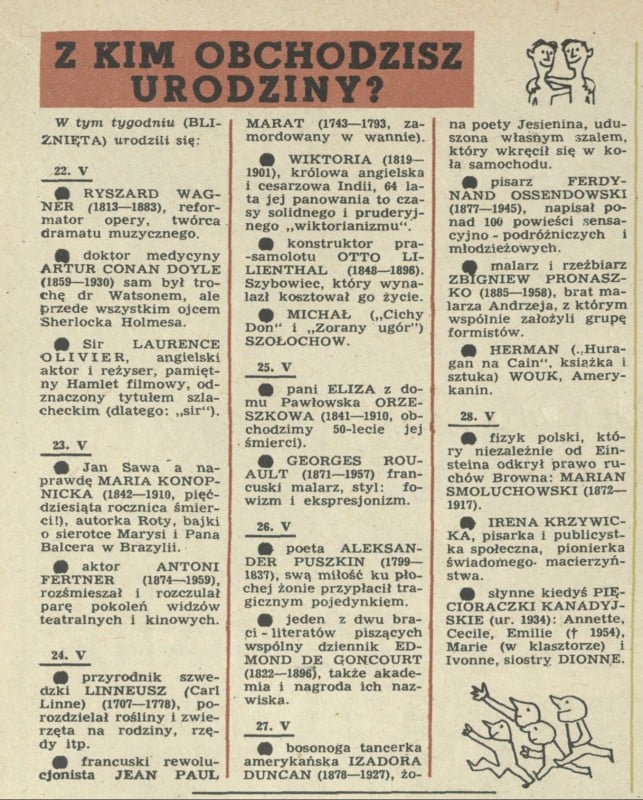 Z KIM OBCHODZISZ
URODZINY?
W tym tygodniu (BLI-
ŹNIĘTA) urodzili się:
22. V
● RYSZARD WAG-
NER (1813—1883), refor-
mator opery, twórca
dramatu muzycznego.
● doktor medycyny
ARTUR CONAN DOYLE
(1859—1930) sam był tro-
chę dr Watsonem, ale
przede wszystkim ojcem
Sherlocka Holmesa.
● Sir LAURENCE
OLIVIER, angielski
aktor i reżyser, pamięt-
ny Hamlet filmowy, od-
znaczony tytułem szla-
checkim (dlatego: „sir").
23. V
● Jan Sawa a na-
prawdę MARIA KONOP-
NICKA (1842—1910, pięć-
dziesiąta rocznica śmier-
ci!), autorka Roty, bajki
o sierotce Marysi i Pana
Balcera w Brazylii.
● aktor ANTONI
FERTNER (1874—1959),
rozśmieszał i rozczulał
parę pokoleń widzów
teatralnych i kinowych.
24. V
● przyrodnik szwe-
dzki LINNEUSZ (Carl
Linne) (1707—1778), po-
rozdzielał rośliny i zwie-
rzęta na rodziny, rzę-
dy itp.
● francuski rewolu-
cjonista JEAN PAUL
MARAT (1743—1793, za-
mordowany w wannie).
● WIKTORIA (1819—
1901), królowa angielska
i cesarzowa Indii, 64 la-
ta jej panowania to cza-
sy solidnego i pruderyj-
nego „wiktorianizmu".
● konstruktor pra-
-samolotu OTTO LI-
LIENTHAL (1848—1896).
Szybowiec, który wyna-
lazł kosztował go życie.
● MICHAŁ („Cichy
Don" i „Zorany ugór")
SZOŁOCHOW.
25. V
● pani ELIZA z do-
mu Pawłowska ORZE-
SZKOWA (1841—1910, ob-
chodzimy 50-lecie jej
śmierci).
● GEORGES ROU-
AULT (1871—1957) fran-
cuski malarz, styl: fo-
wizm i ekspresjonizm.
26. V
● poeta ALEKSAN-
DER PUSZKIN (1799—
1837), swą miłość ku pło-
chej żonie przypłacił tra-
gicznym pojedynkiem.
● jeden z dwu bra-
ci-literatów piszących
wspólny dziennik ED-
MOND DE GONCOURT
(1822—1896), także akade-
mia i nagroda ich naz-
wiska.
27. V
● bosonoga tancerka
amerykańska IZADORA
DUNCAN (1878—1927), żo-
na poety Jesienina, udu-
szona własnym szalem,
który wkręcił się w ko-
ła samochodu.
● pisarz FERDY-
NAND OSSENDOWSKI
(1877—1945), napisał po-
nad 100 powieści sensa-
cyjno-podróżniczych i
młodzieżowych.
● malarz i rzeźbiarz
ZBIGNIEW PRONASZ-
KO (1885—1958), brat ma-
larza Andrzeja, z którym
wspólnie założyli grupę
formistów.
● HERMAN („Hura-
gan na Cain", książka i
sztuka) WOUK, Amery-
kanin.
28. V
● fizyk polski, któ-
ry niezależnie od Ein-
steina odkrył prawo ru-
chów Browna: MARIAN
SMOLUCHOWSKI (1872—
1917).
● IRENA KRZYWIC-
KA, pisarka i publicyst-
ka społeczna, pionierka
świadomego macierzyń-
stwa.
● słynne kiedyś PIĘ-
CIORACZKI KANADYJ-
SKIE (ur. 1934): Annette,
Cecile, Emilie († 1954),
Marie (w klasztorze) i
Ivonne, siostry DIONNE.